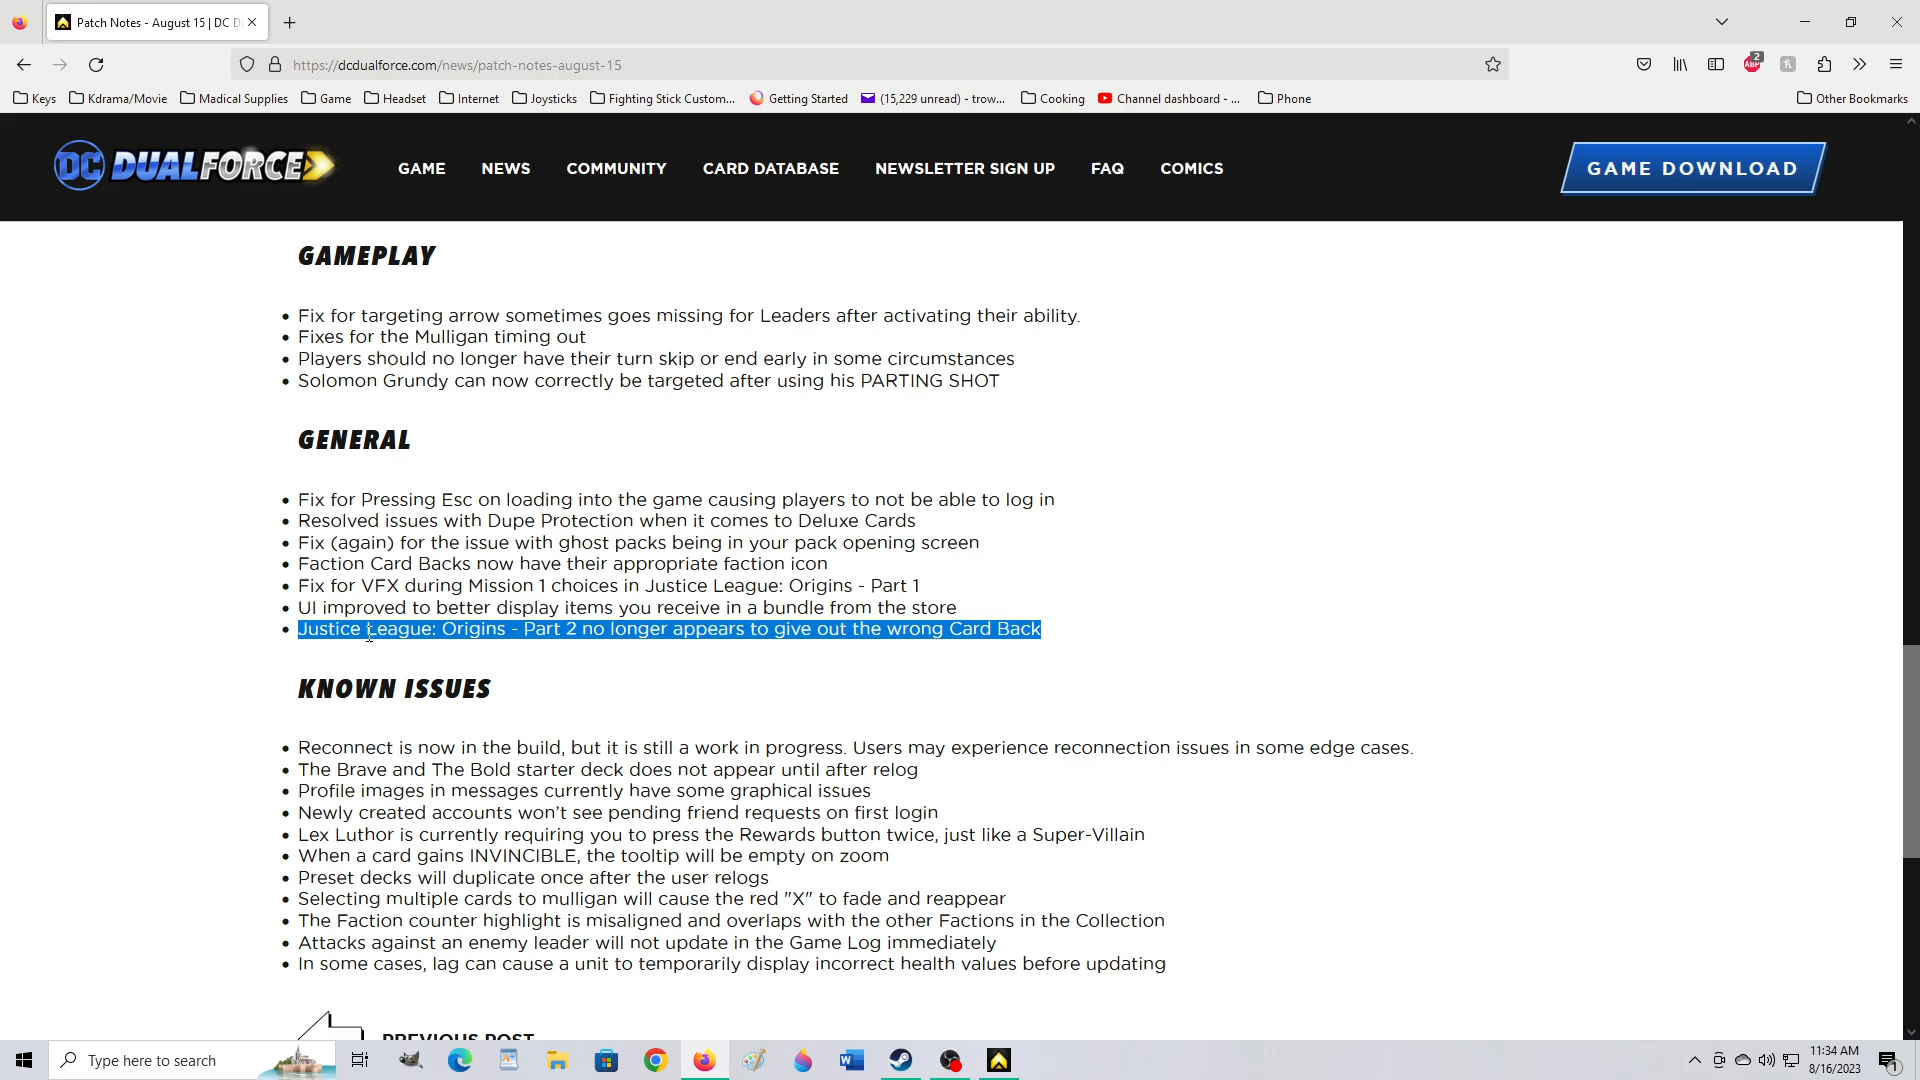 Patch Notes - August 15 | DC D
https://dcdualforce.com/news/patch-notes-august-15
2
ABP
Keys
Kdrama/Movie
Madical Supplies
Game
Headset
Internet
Joysticks
Fighting Stick Custom...
Getting Started
(15,229 unread) - trow...
Cooking
Channel dashboard - ...
Phone
Other Bookmarks
DC DUALFORCE
GAME
NEWS
COMMUNITY
CARD DATABASE
NEWSLETTER SIGN UP
FAQ
COMICS
GAME DOWNLOAD
GAMEPLAY
Fix for targeting arrow sometimes goes missing for Leaders after activating their ability.
Fixes for the Mulligan timing out
Players should no longer have their turn skip or end early in some circumstances
Solomon Grundy can now correctly be targeted after using his PARTING SHOT
GENERAL
Fix for Pressing Esc on loading into the game causing players to not be able to log in
Resolved issues with Dupe Protection when it comes to Deluxe Cards
Fix (again) for the issue with ghost packs being in your pack opening screen
Faction Card Backs now have their appropriate faction icon
Fix for VFX during Mission 1 choices in Justice League: Origins - Part 1
UI improved to better display items you receive in a bundle from the store
Justice League: Origins - Part 2 no longer appears to give out the wrong Card Back
KNOWN ISSUES
Reconnect is now in the build, but it is still a work in progress. Users may experience reconnection issues in some edge cases.
The Brave and The Bold starter deck does not appear until after relog
Profile images in messages currently have some graphical issues
Newly created accounts won't see pending friend requests on first login
Lex Luthor is currently requiring you to press the Rewards button twice, just like a Super-Villain
When a card gains INVINCIBLE, the tooltip will be empty on zoom
Preset decks will duplicate once after the user relogs
Selecting multiple cards to mulligan will cause the red "X" to fade and reappear
The Faction counter highlight is misaligned and overlaps with the other Factions in the Collection
Attacks against an enemy leader will not update in the Game Log immediately
In some cases, lag can cause a unit to temporarily display incorrect health values before updating
PREVIOUS POST
Type here to search
11:34 AM
8/16/2023
1